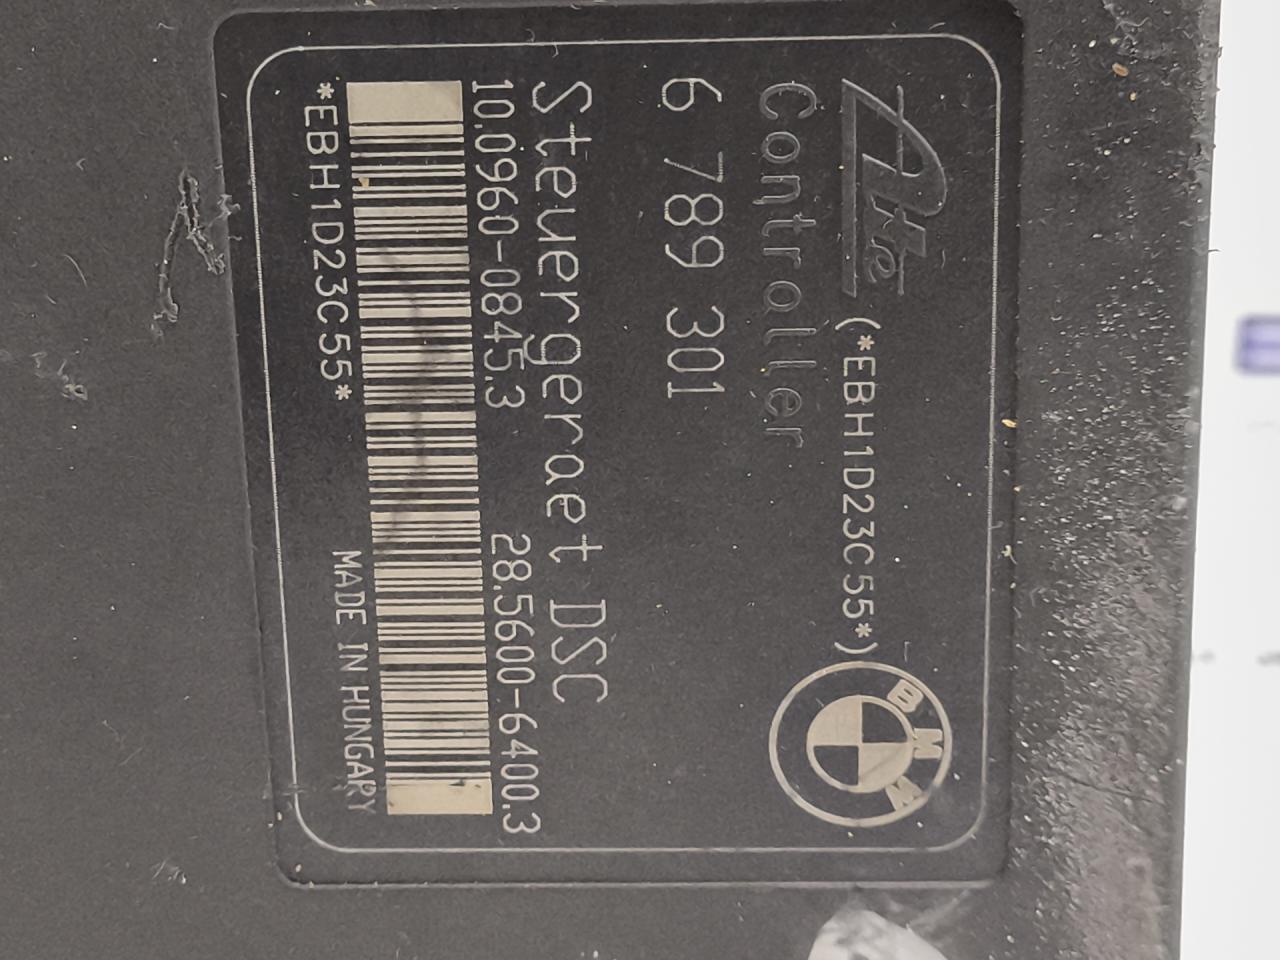 Ate (*EBH1D23C55*) BMW
Controller
6 789 301
Steuergeraet DSC
10.0960-0845.3 28.5600-6400.3
*EBH1D23C55* MADE IN HUNGARY